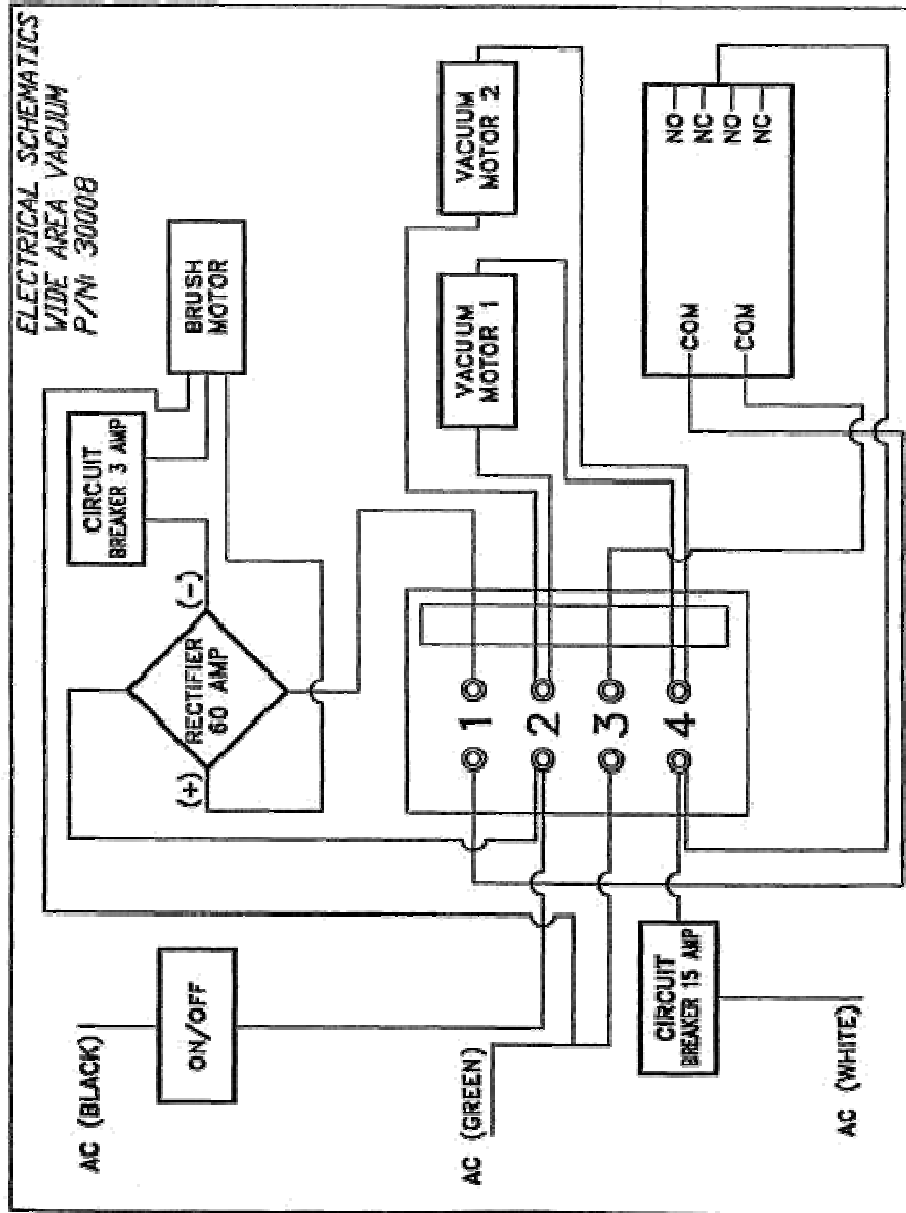 ELECTRICAL SCHEMATICS
WIDE AREA VACUUM
P/N: 30008
AC (BLACK)
ON/OFF
CIRCUIT
BREAKER 3 AMP
BRUSH
MOTOR
(+)
RECTIFIER
60 AMP
(-)
AC (GREEN)
1
2
3
4
VACUUM
MOTOR 1
VACUUM
MOTOR 2
CIRCUIT
BREAKER 15 AMP
AC (WHITE)
COM
COM
NO
NC
NO
NC